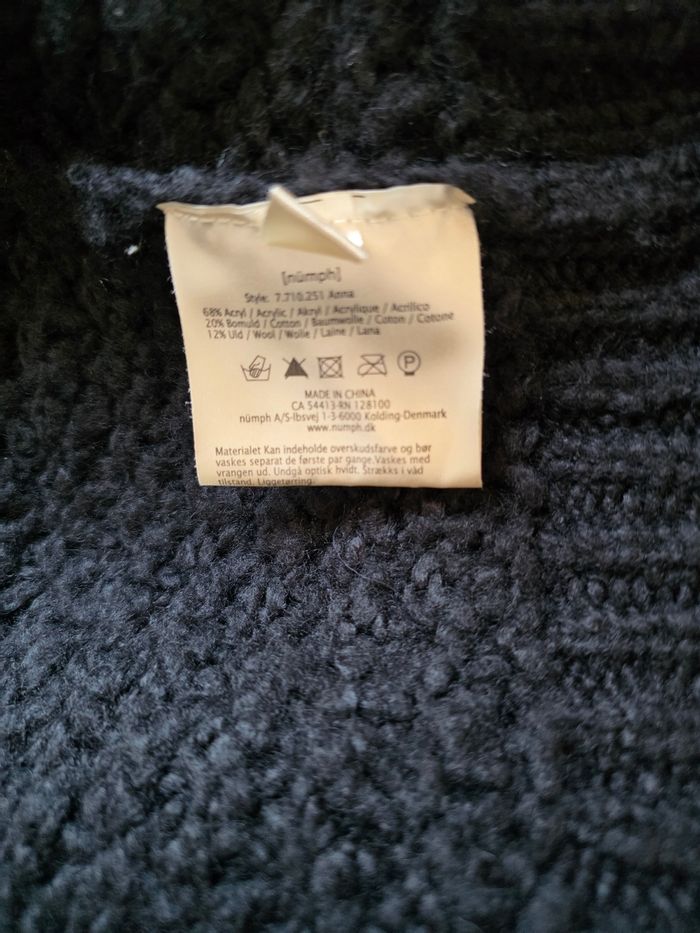 [nümph]
Style: 7.710.251 Anna
68% Acryl / Acrylic / Akryl / Acrylique / Acrilico
20% Bomuld / Cotton / Baumwolle / Coton / Cotone
12% Uld / Wool / Wolle / Laine / Lana
P
MADE IN CHINA
CA 54413-RN 128100
nümph A/S-Ibsvej 1-3-6000 Kolding-Denmark
www.numph.dk
Materialet Kan indeholde overskudsfarve og bør
vaskes separat de første par gange.Vaskes med
vrangen ud. Undgå optisk hvidt. Strækks i våd
tilstand. Liggetørring.